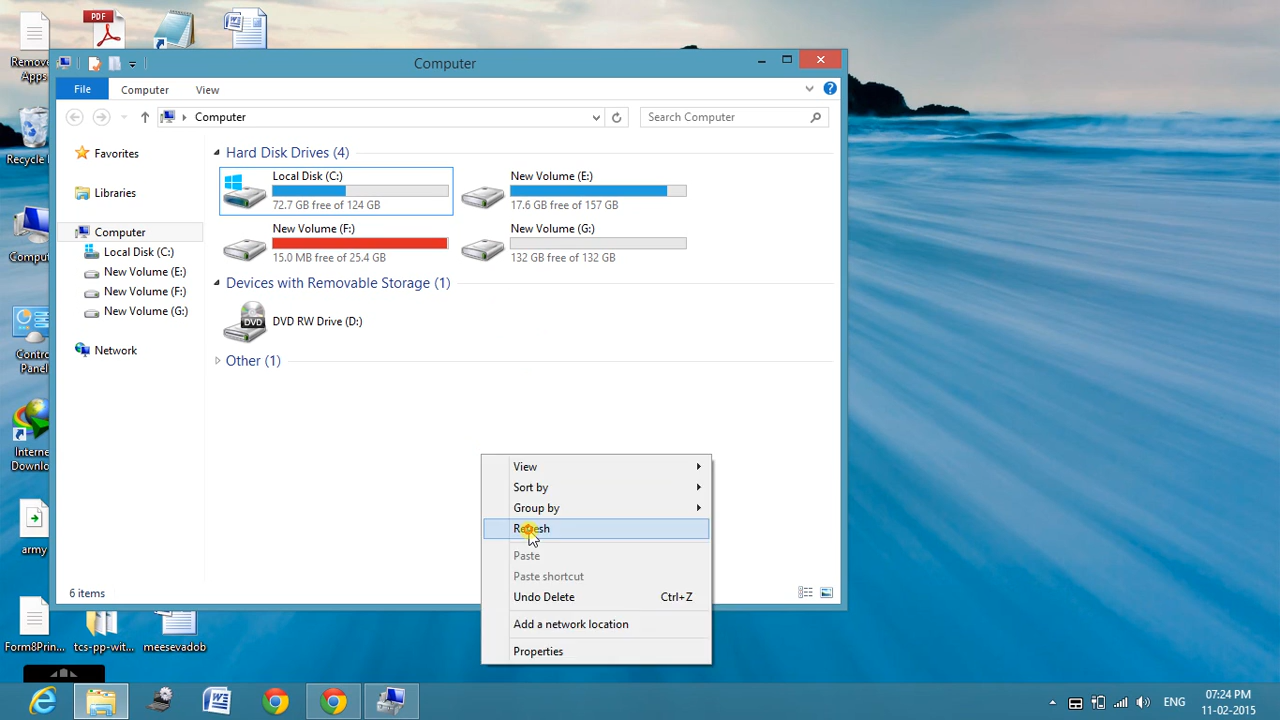 PDF
Remove
Apps
Computer
File
Computer
View
Computer
Search Computer
Recycle
Favorites
Libraries
Computer
Local Disk (C:)
New Volume (E:)
New Volume (F:)
New Volume (G:)
Network
Hard Disk Drives (4)
Local Disk (C:)
72.7 GB free of 124 GB
New Volume (E:)
17.6 GB free of 157 GB
New Volume (F:)
15.0 MB free of 25.4 GB
New Volume (G:)
132 GB free of 132 GB
Devices with Removable Storage (1)
DVD
DVD RW Drive (D:)
Other (1)
Comput
Contro
Panel
Interne
Downlo
army
View
Sort by
Group by
Refresh
Paste
Paste shortcut
Undo Delete Ctrl+Z
Add a network location
Properties
6 items
Form8Prin...
tcs-pp-wit...
meesevadob
ENG
07:24 PM
11-02-2015